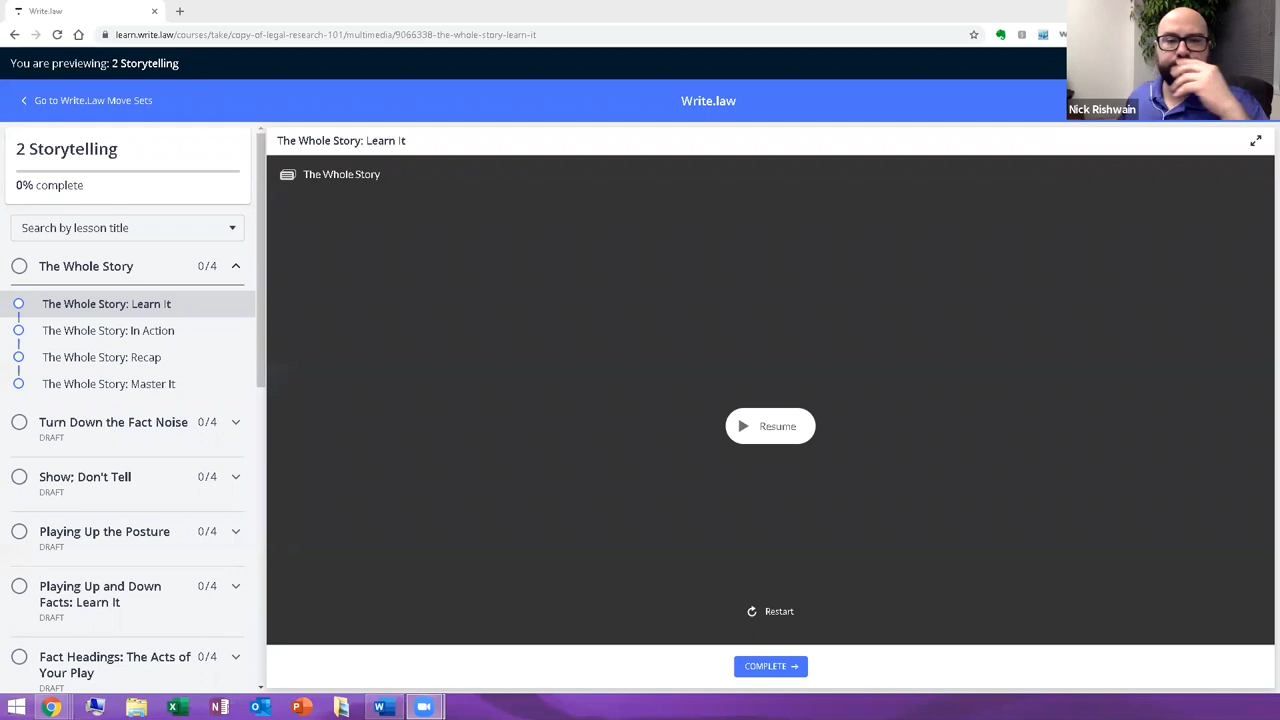 Write.law
learn.write.law/courses/take/copy-of-legal-research-101/multimedia/9066338-the-whole-story-learn-it
You are previewing: 2 Storytelling
Go to Write.Law Move Sets
Write.law
Nick Rishwain
2 Storytelling
0% complete
Search by lesson title
The Whole Story 0/4
The Whole Story: Learn It
The Whole Story: In Action
The Whole Story: Recap
The Whole Story: Master It
Turn Down the Fact Noise 0/4
DRAFT
Show; Don't Tell 0/4
DRAFT
Playing Up the Posture 0/4
DRAFT
Playing Up and Down 0/4
Facts: Learn It
DRAFT
Fact Headings: The Acts of 0/4
Your Play
DRAFT
The Whole Story: Learn It
The Whole Story
Resume
Restart
COMPLETE →